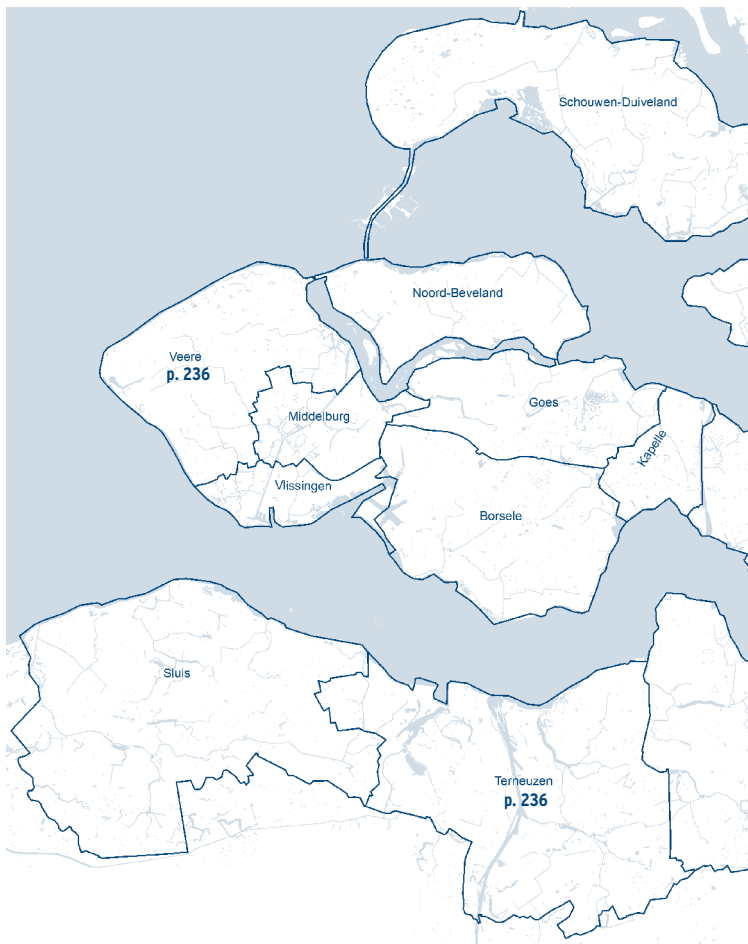 Schouwen-Duiveland
Noord-Beveland
Veere
p. 236
Goes
Middelburg
Kapelle
Vlissingen
Borsele
Sluis
Terneuzen
p. 236